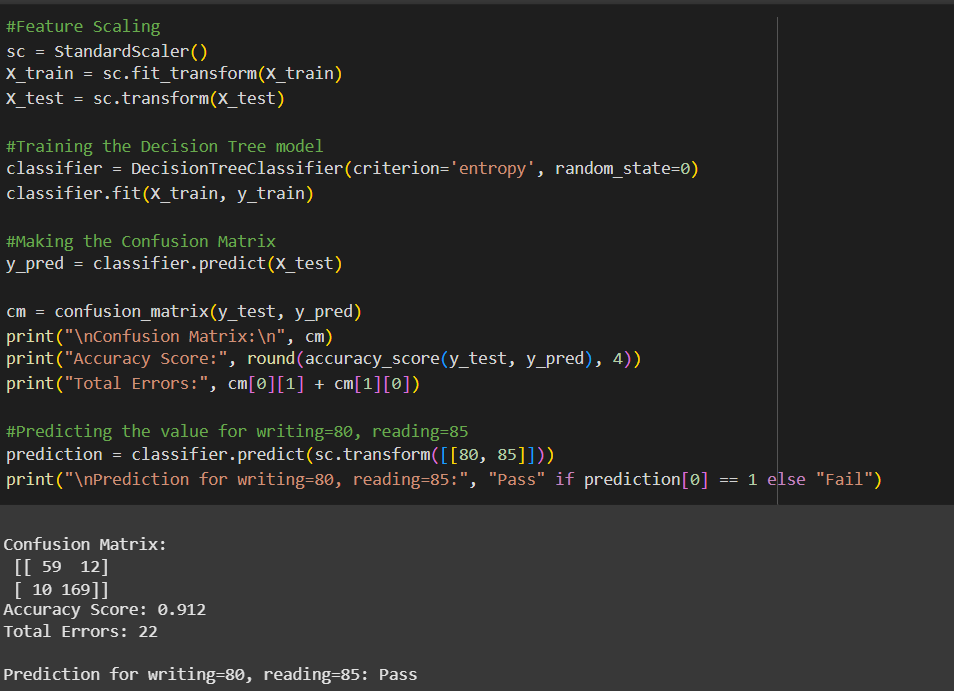 #Feature Scaling
sc = StandardScaler()
X_train = sc.fit_transform(X_train)
X_test = sc.transform(X_test)
#Training the Decision Tree model
classifier = DecisionTreeClassifier(criterion='entropy', random_state=0)
classifier.fit(X_train, y_train)
#Making the Confusion Matrix
y_pred = classifier.predict(X_test)
cm = confusion_matrix(y_test, y_pred)
print("\nConfusion Matrix:\n", cm)
print("Accuracy Score:", round(accuracy_score(y_test, y_pred), 4))
print("Total Errors:", cm[0][1] + cm[1][0])
#Predicting the value for writing=80, reading=85
prediction = classifier.predict(sc.transform([[80, 85]]))
print("\nPrediction for writing=80, reading=85:", "Pass" if prediction[0] == 1 else "Fail")
Confusion Matrix:
[[ 59  12]
[ 10 169]]
Accuracy Score: 0.912
Total Errors: 22
Prediction for writing=80, reading=85: Pass